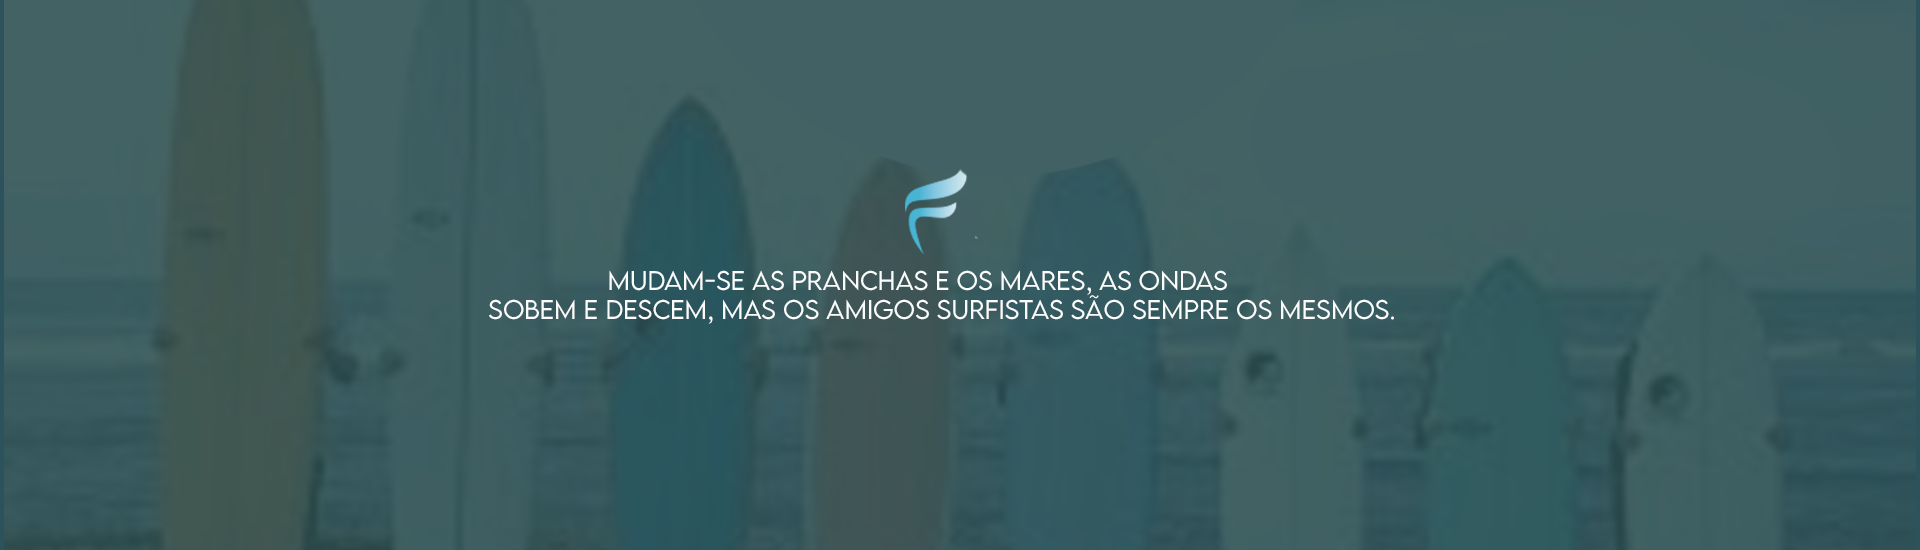 MUDAM-SE AS PRANCHAS E OS MARES, AS ONDAS
SOBEM E DESCEM, MAS OS AMIGOS SURFISTAS SÃO SEMPRE OS MESMOS.